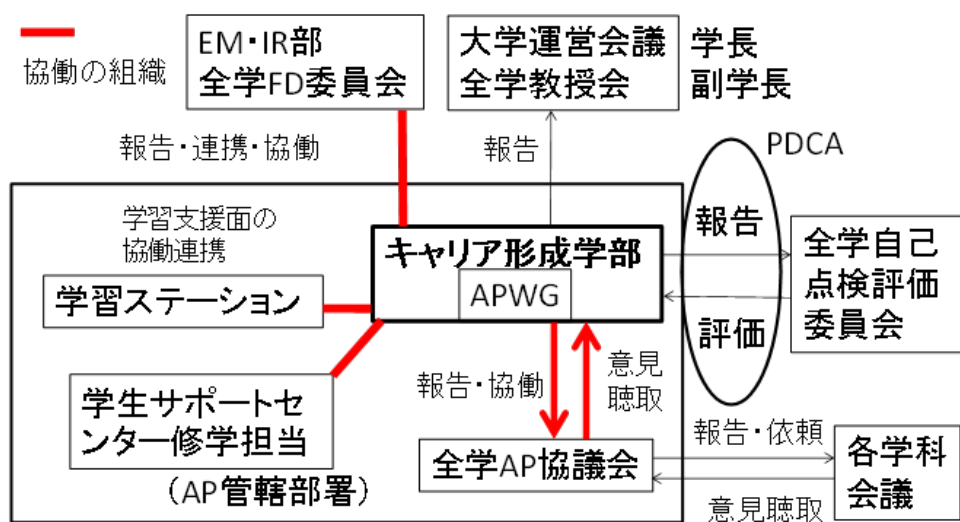 協働の組織
EM・IR部
全学FD委員会
大学運営会議
全学教授会
学長
副学長
報告・連携・協働
報告
PDCA
学習支援面の
協働連携
キャリア形成学部
APWG
報告
評価
全学自己
点検評価
委員会
学習ステーション
学生サポートセ
ンター修学担当
（AP管轄部署）
報告・協働
意見
聴取
全学AP協議会
報告・依頼
意見聴取
各学科
会議